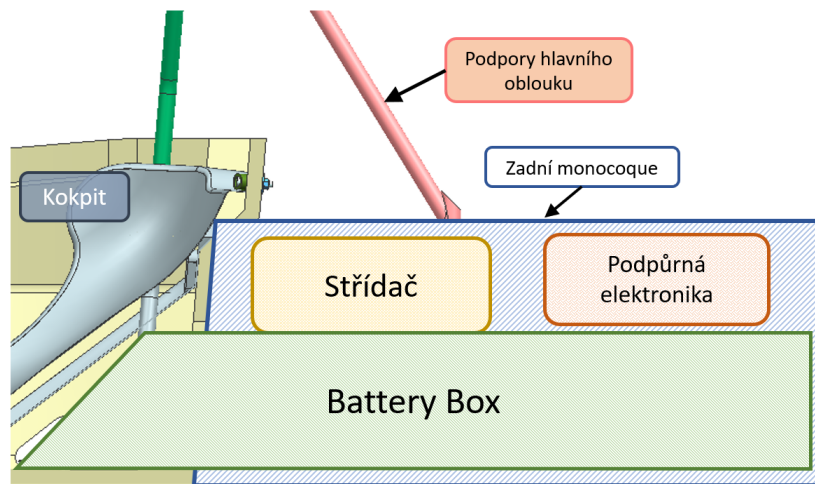 Podpory hlavního
oblouku
Zadní monocoque
Kokpit
Střídač
Podpůrná
elektronika
Battery Box